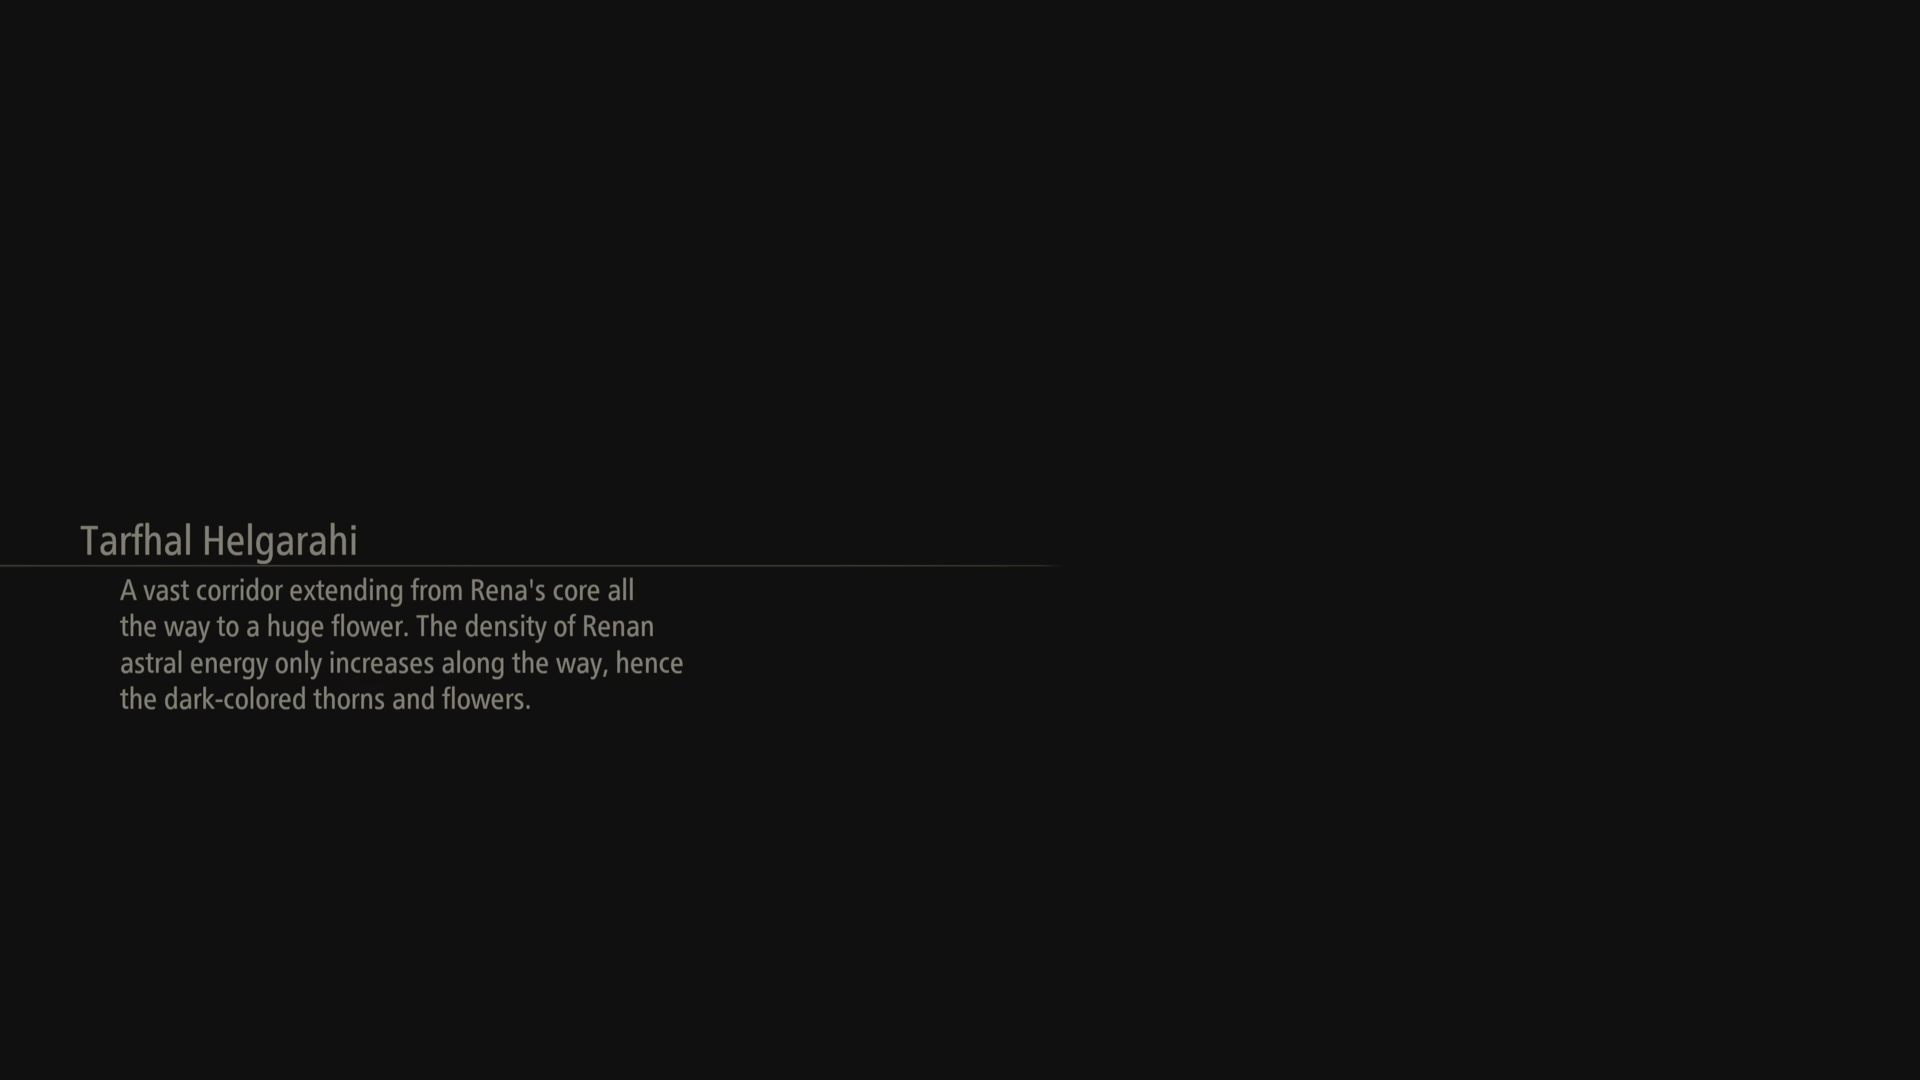 Tarfhal Helgarahi
A vast corridor extending from Rena's core all
the way to a huge flower. The density of Renan
astral energy only increases along the way, hence
the dark-colored thorns and flowers.